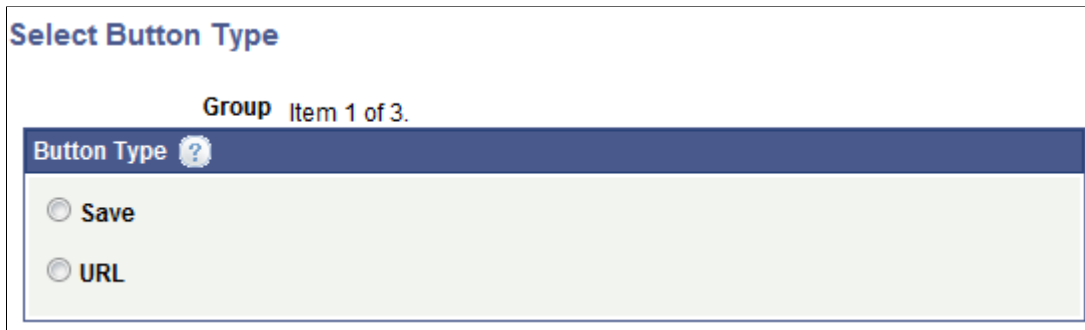 Select Button Type
Group Item 1 of 3.
Button Type ?
Save
URL